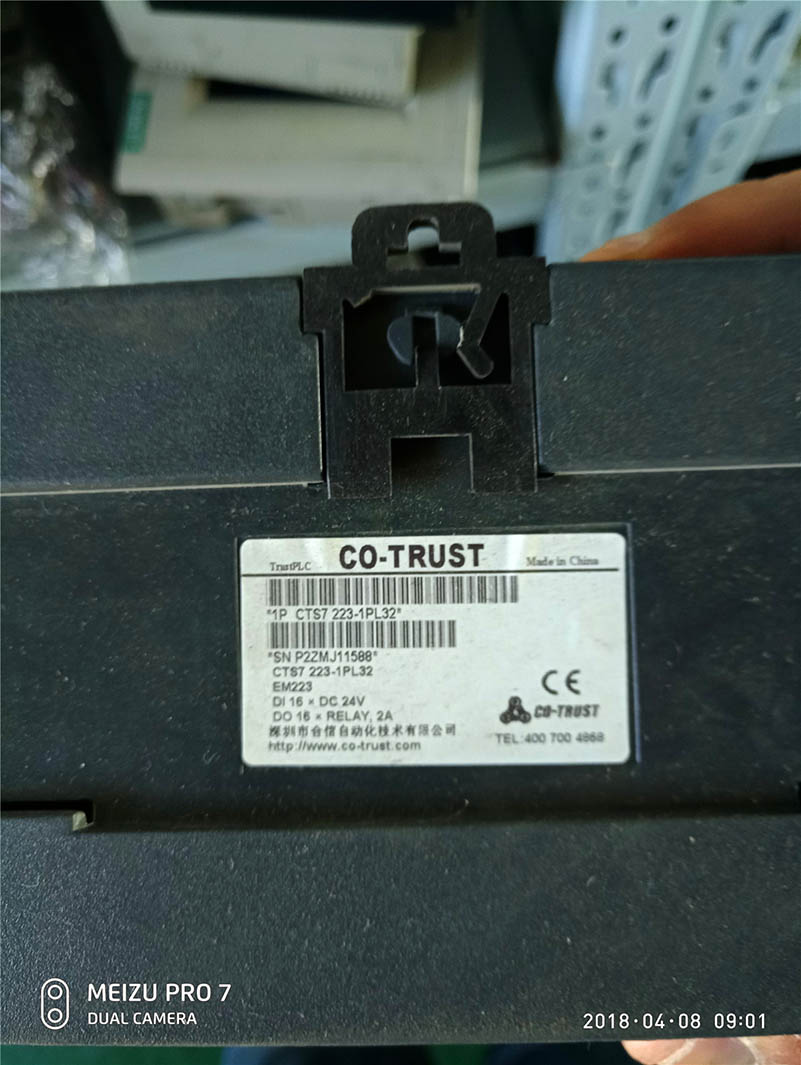 TrustPLC CO-TRUST Made in China
"1P CTS7 223-1PL32"
"SN P2ZMJ11588"
CTS7 223-1PL32
EM223
DI 16 × DC 24V
DO 16 × RELAY, 2A
深圳市合信自动化技术有限公司
http://www.co-trust.com
CE
CO-TRUST
TEL:400 700 4868
MEIZU PRO 7
DUAL CAMERA
2018·04·08 09:01